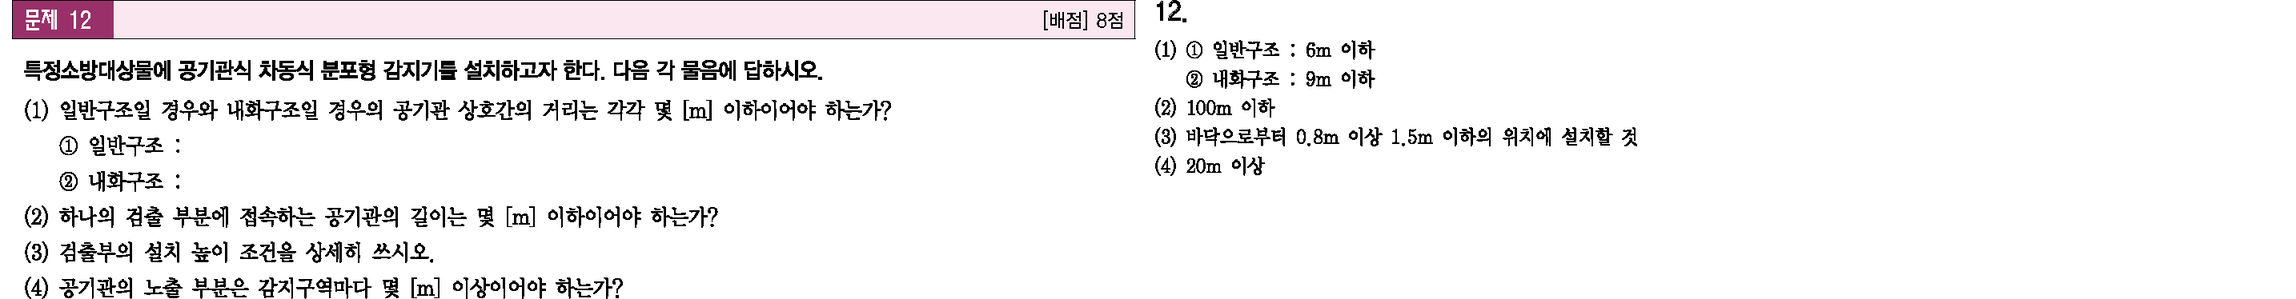 문제 12
[배점] 8점
특정소방대상물에 공기관식 차동식 분포형 감지기를 설치하고자 한다. 다음 각 물음에 답하시오.
(1) 일반구조일 경우와 내화구조일 경우의 공기관 상호간의 거리는 각각 몇 [m] 이하이어야 하는가?
① 일반구조 :
② 내화구조 :
(2) 하나의 검출 부분에 접속하는 공기관의 길이는 몇 [m] 이하이어야 하는가?
(3) 검출부의 설치 높이 조건을 상세히 쓰시오.
(4) 공기관의 노출 부분은 감지구역마다 몇 [m] 이상이어야 하는가?
12.
(1) ① 일반구조 : 6m 이하
② 내화구조 : 9m 이하
(2) 100m 이하
(3) 바닥으로부터 0.8m 이상 1.5m 이하의 위치에 설치할 것
(4) 20m 이상